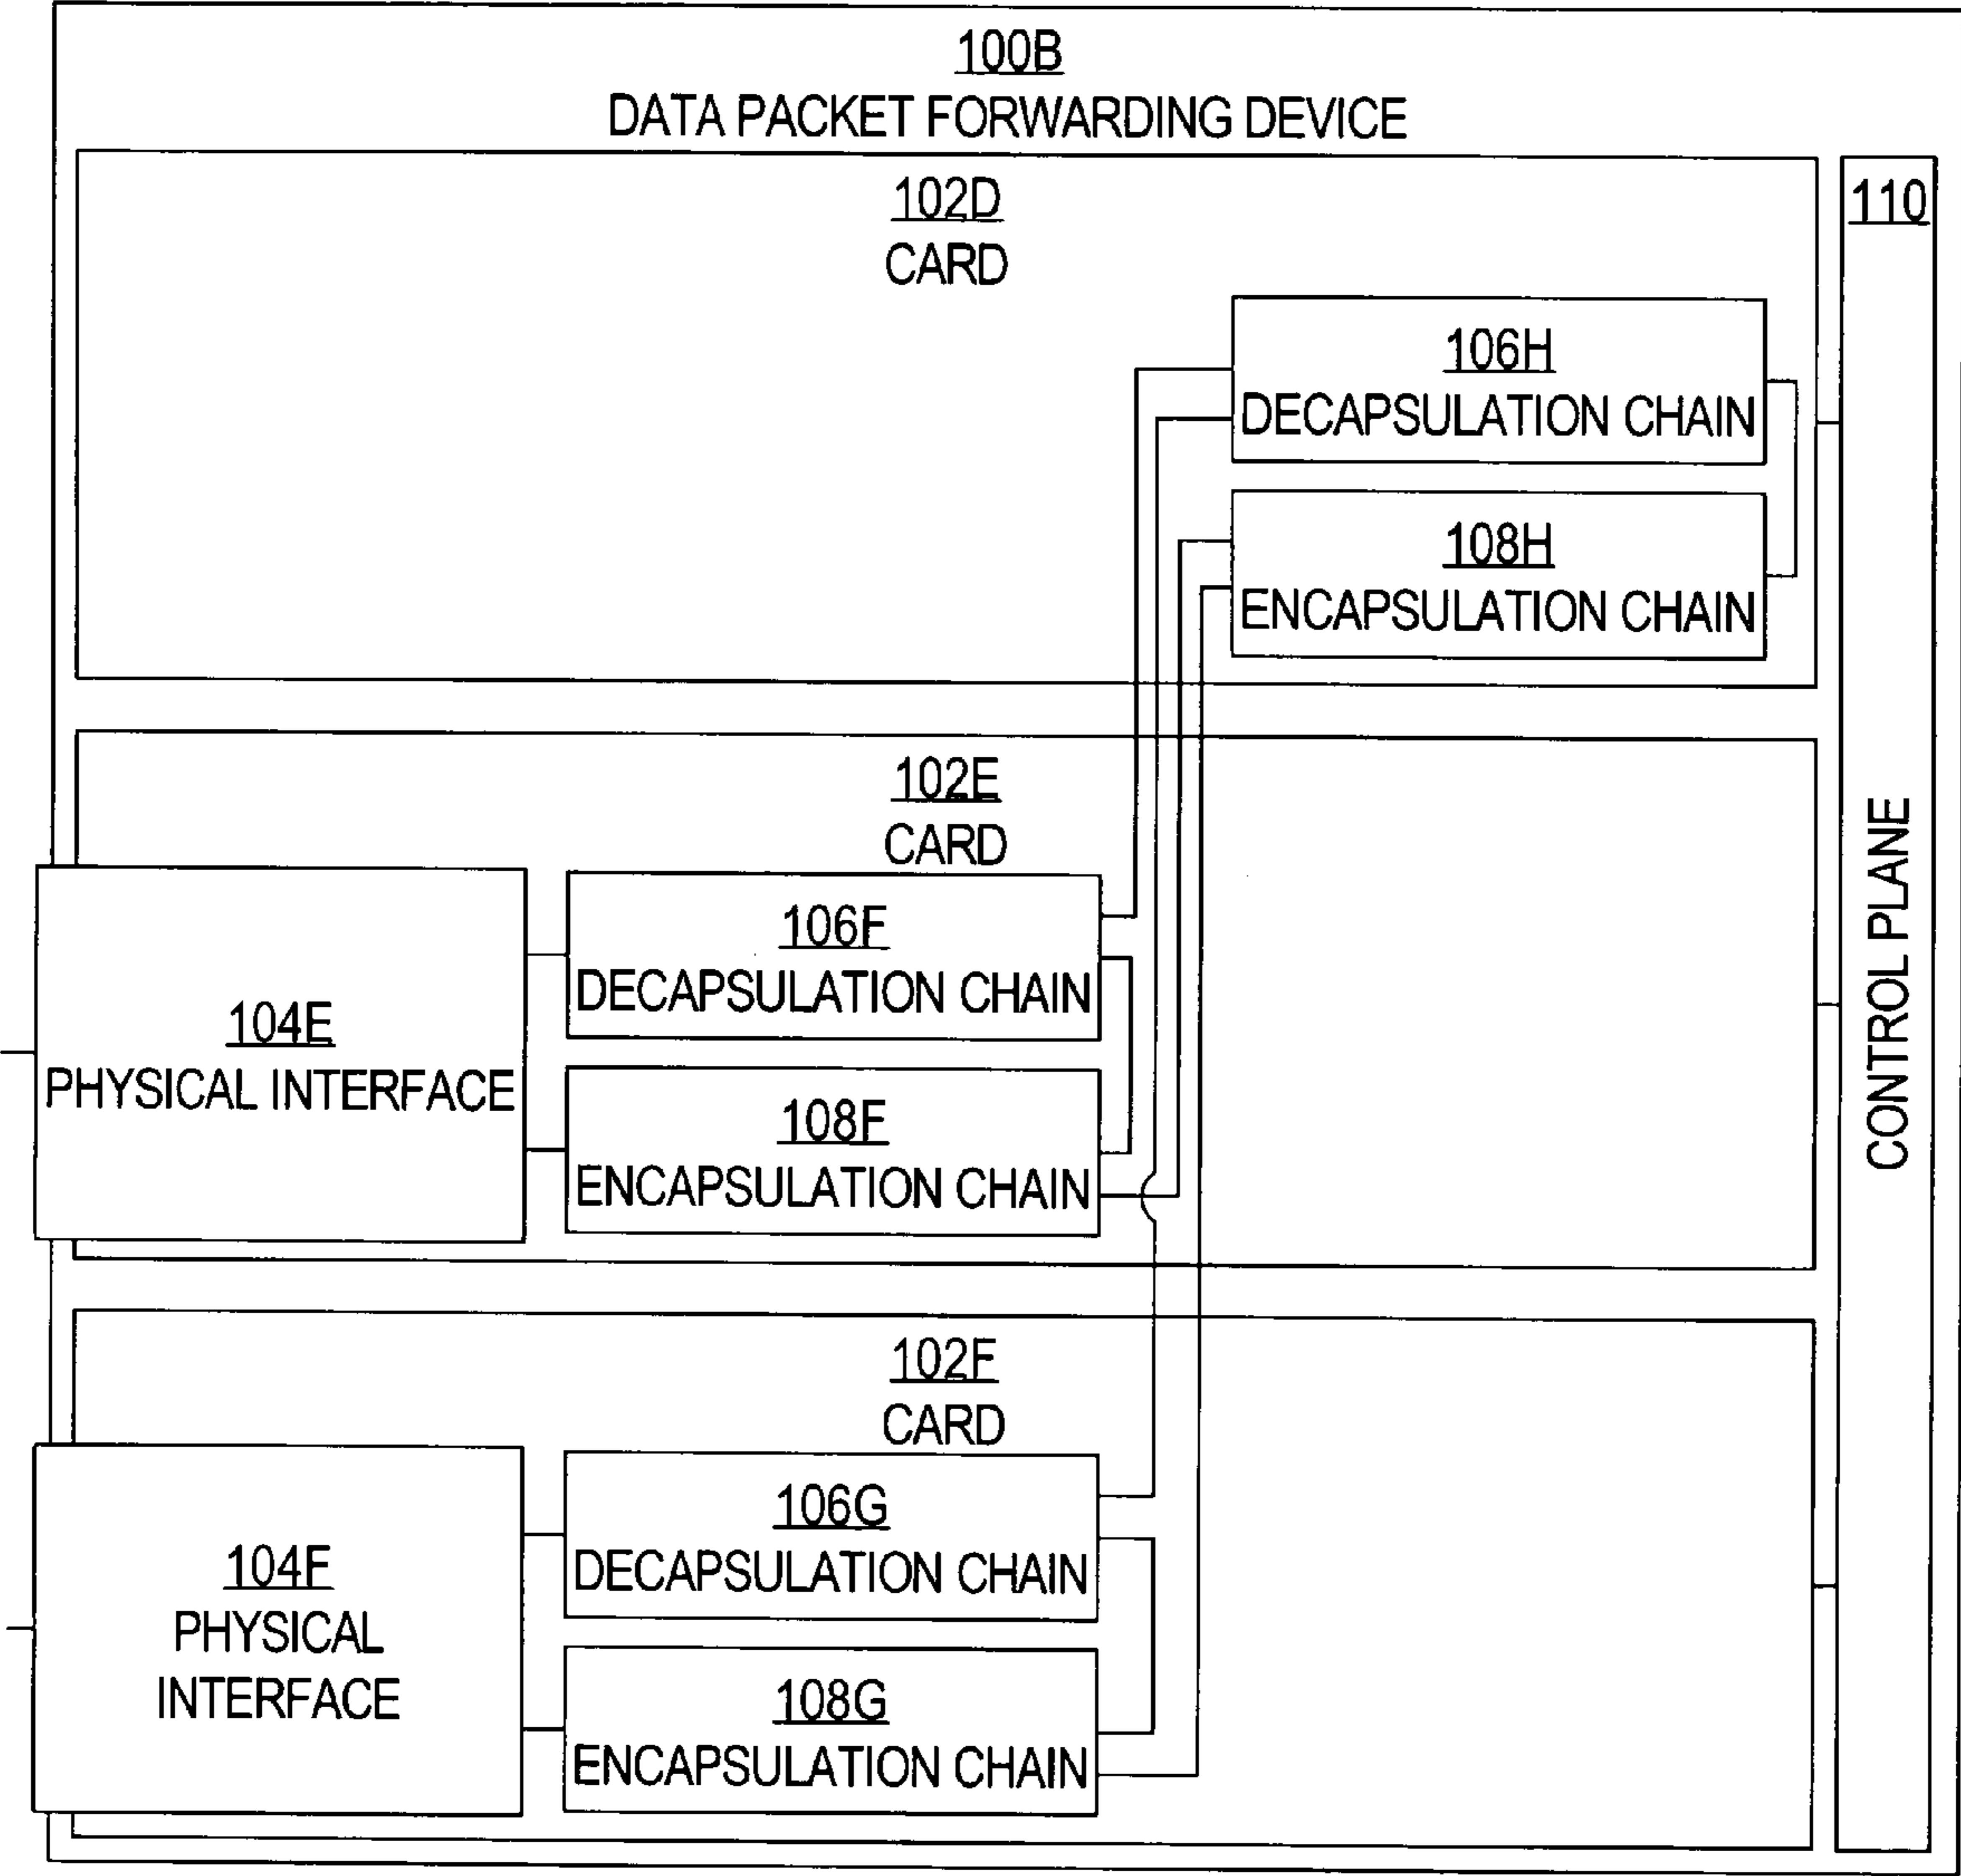 100B
DATA PACKET FORWARDING DEVICE
102D
CARD
110
CONTROL PLANE
106H
DECAPSULATION CHAIN
108H
ENCAPSULATION CHAIN
102E
CARD
104E
PHYSICAL INTERFACE
106F
DECAPSULATION CHAIN
108F
ENCAPSULATION CHAIN
102F
CARD
104F
PHYSICAL
INTERFACE
106G
DECAPSULATION CHAIN
108G
ENCAPSULATION CHAIN